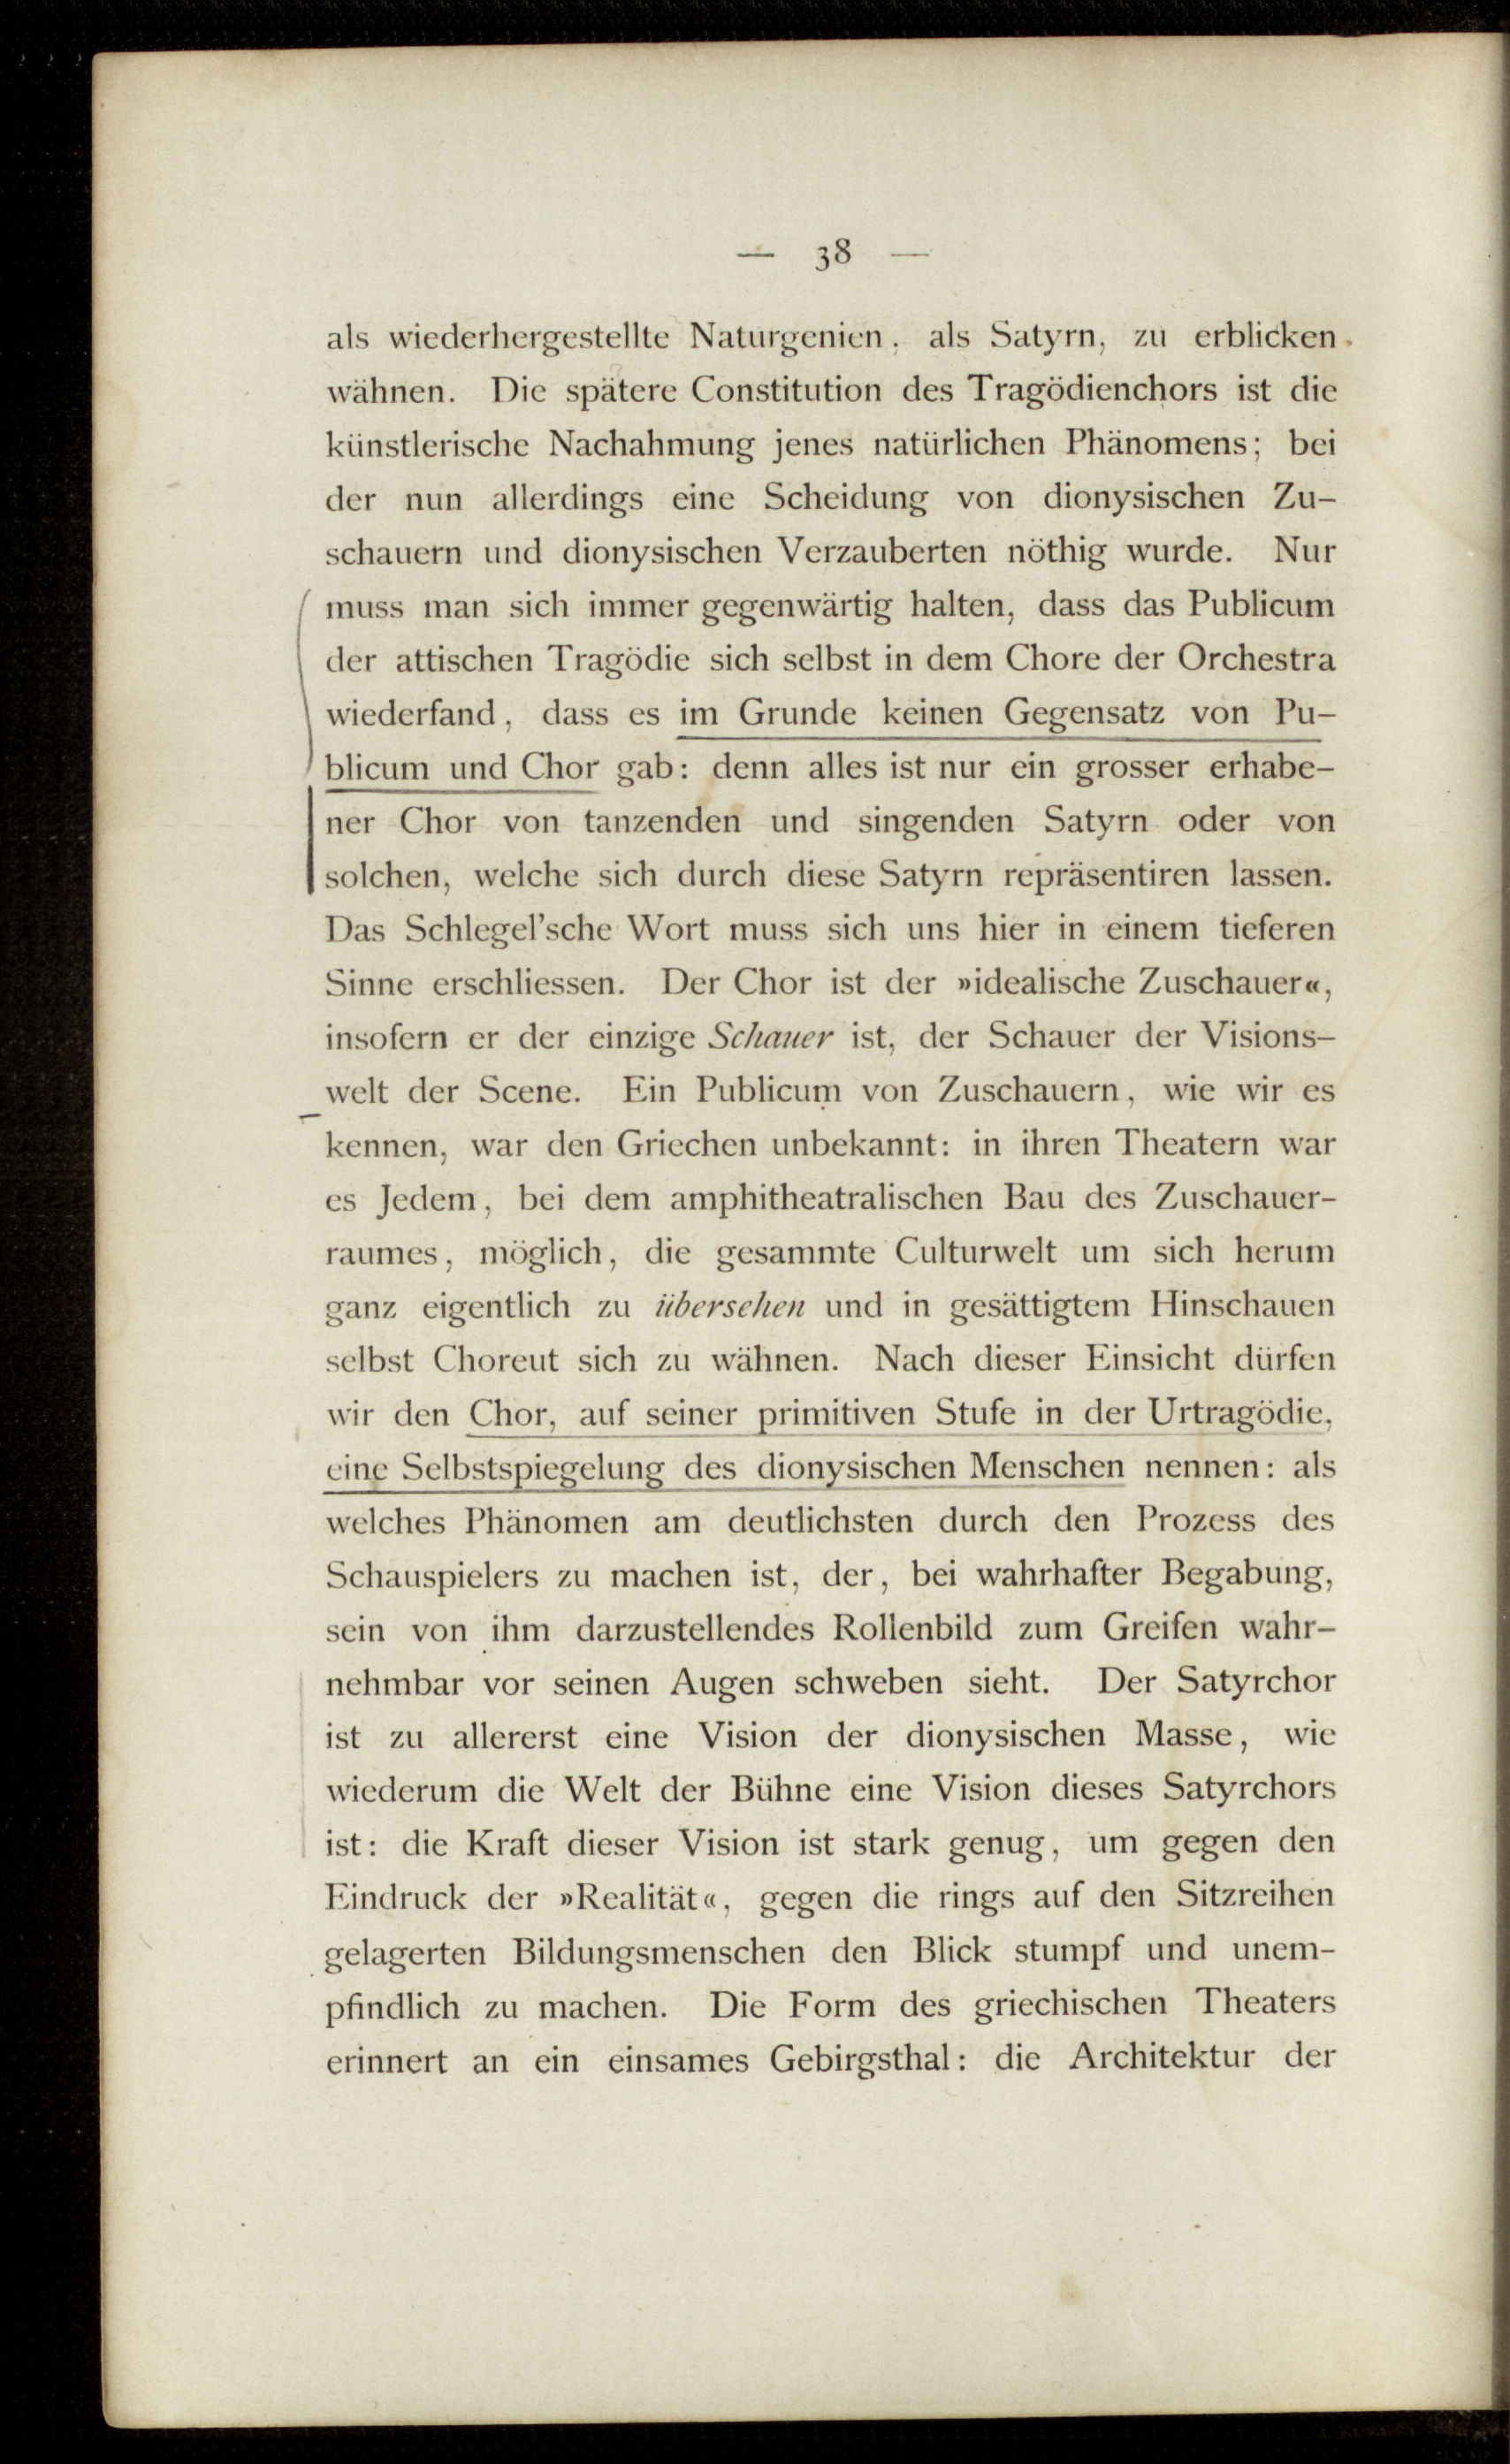 — 38 —
als wiederhergestellte Naturgenien, als Satyrn, zu erblicken
wähnen. Die spätere Constitution des Tragödienchors ist die
künstlerische Nachahmung jenes natürlichen Phänomens; bei
der nun allerdings eine Scheidung von dionysischen Zu-
schauern und dionysischen Verzauberten nöthig wurde. Nur
muss man sich immer gegenwärtig halten, dass das Publicum
der attischen Tragödie sich selbst in dem Chore der Orchestra
wiederfand, dass es im Grunde keinen Gegensatz von Pu-
blicum und Chor gab: denn alles ist nur ein grosser erhabe-
ner Chor von tanzenden und singenden Satyrn oder von
solchen, welche sich durch diese Satyrn repräsentiren lassen.
Das Schlegel'sche Wort muss sich uns hier in einem tieferen
Sinne erschliessen. Der Chor ist der »idealische Zuschauer«,
insofern er der einzige Schauer ist, der Schauer der Visions-
welt der Scene. Ein Publicum von Zuschauern, wie wir es
kennen, war den Griechen unbekannt: in ihren Theatern war
es Jedem, bei dem amphitheatralischen Bau des Zuschauer-
raumes, möglich, die gesammte Culturwelt um sich herum
ganz eigentlich zu übersehen und in gesättigtem Hinschauen
selbst Choreut sich zu wähnen. Nach dieser Einsicht dürfen
wir den Chor, auf seiner primitiven Stufe in der Urtragödie,
eine Selbstspiegelung des dionysischen Menschen nennen: als
welches Phänomen am deutlichsten durch den Prozess des
Schauspielers zu machen ist, der, bei wahrhafter Begabung,
sein von ihm darzustellendes Rollenbild zum Greifen wahr-
nehmbar vor seinen Augen schweben sieht. Der Satyrchor
ist zu allererst eine Vision der dionysischen Masse, wie
wiederum die Welt der Bühne eine Vision dieses Satyrchors
ist: die Kraft dieser Vision ist stark genug, um gegen den
Eindruck der »Realität«, gegen die rings auf den Sitzreihen
gelagerten Bildungsmenschen den Blick stumpf und unem-
pfindlich zu machen. Die Form des griechischen Theaters
erinnert an ein einsames Gebirgsthal: die Architektur der